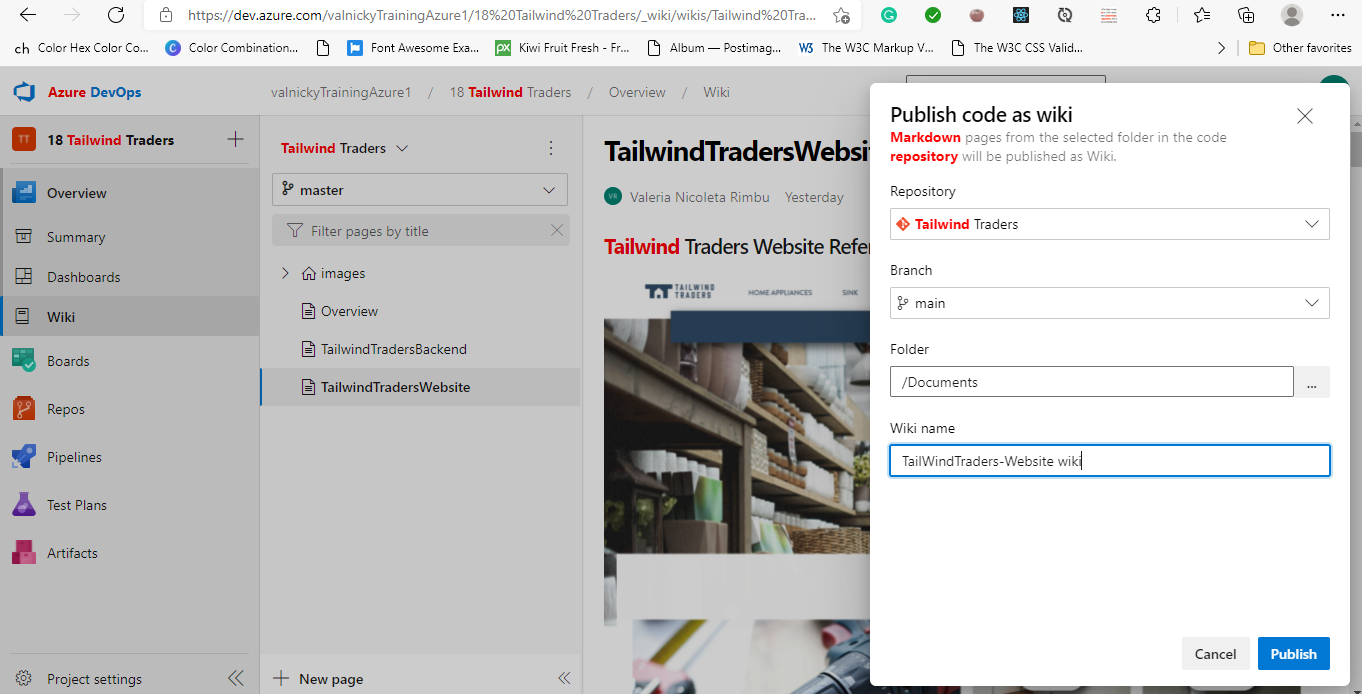 https://dev.azure.com/valnickyTrainingAzure1/18%20Tailwind%20Traders/_wiki/wikis/Tailwind%20Tra...
ch Color Hex Color Co...
Color Combination...
Font Awesome Exa...
Kiwi Fruit Fresh - Fr...
Album — Postimag...
W3 The W3C Markup V...
The W3C CSS Valid...
Other favorites
Azure DevOps
valnickyTrainingAzure1 / 18 Tailwind Traders / Overview / Wiki
TT 18 Tailwind Traders
Overview
Summary
Dashboards
Wiki
Boards
Repos
Pipelines
Test Plans
Artifacts
Project settings
Tailwind Traders
master
Filter pages by title
images
Overview
TailwindTradersBackend
TailwindTradersWebsite
New page
TailwindTradersWebsi
VR Valeria Nicoleta Rimbu Yesterday
Tailwind Traders Website Refer
TAILWIND
TRADERS
HOME APPLIANCES
SINK
Publish code as wiki
Markdown pages from the selected folder in the code
repository will be published as Wiki.
Repository
Tailwind Traders
Branch
main
Folder
/Documents
...
Wiki name
TailWindTraders-Website wiki
Cancel
Publish